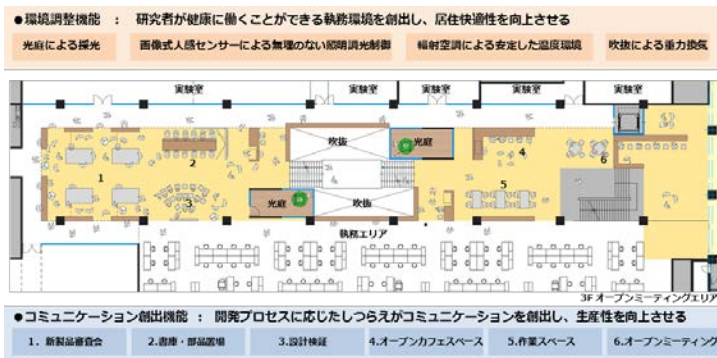 ●環境調整機能 ： 研究者が健康に働くことができる執務環境を創出し、居住快適性を向上させる
光庭による採光 画像式人感センサーによる無理のない照明調光制御 輻射空調による安定した温度環境 吹抜による重力換気
実験室 実験室 実験室 実験室 実験室
吹抜 光庭
1 2 4 6
3 5
光庭 吹抜
執務エリア
3F オープンミーティングエリア
●コミュニケーション創出機能 ： 開発プロセスに応じたしつらえがコミュニケーションを創出し、生産性を向上させる
1. 新製品審査会 2.書庫・部品置場 3.設計検証 4.オープンカフェスペース 5.作業スペース 6.オープンミーティング